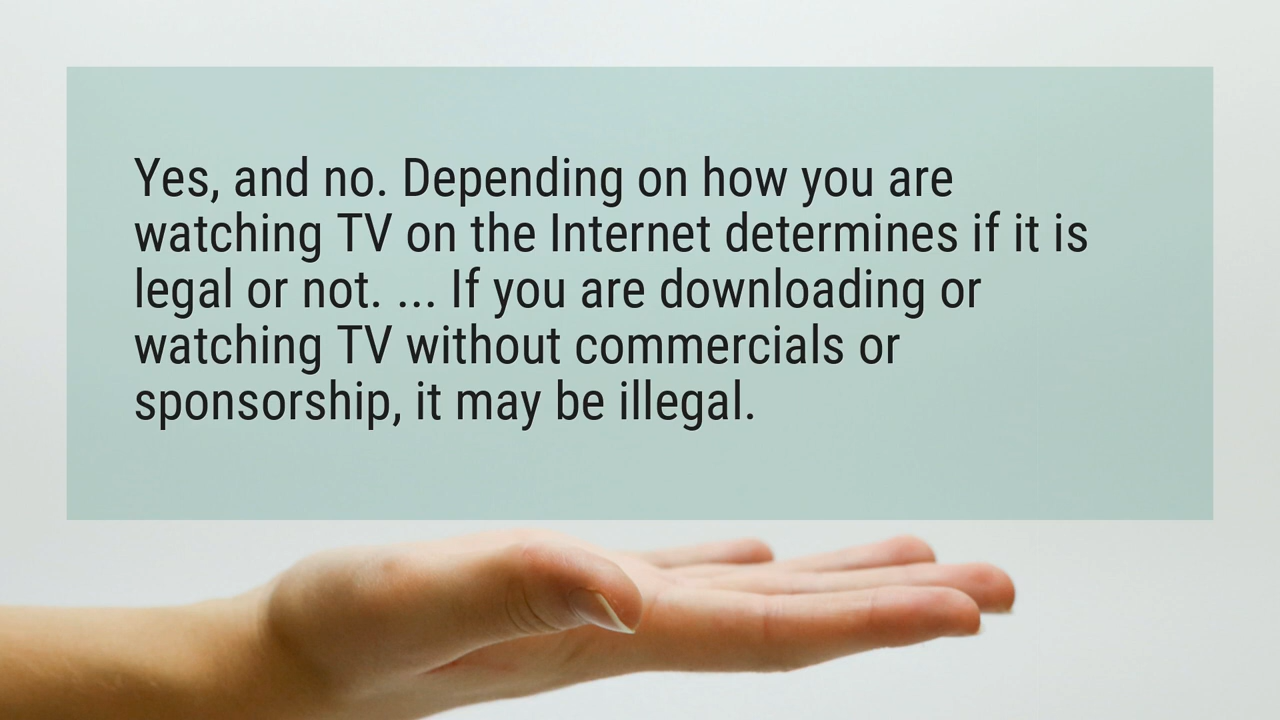 Yes, and no. Depending on how you are
watching TV on the Internet determines if it is
legal or not. ... If you are downloading or
watching TV without commercials or
sponsorship, it may be illegal.